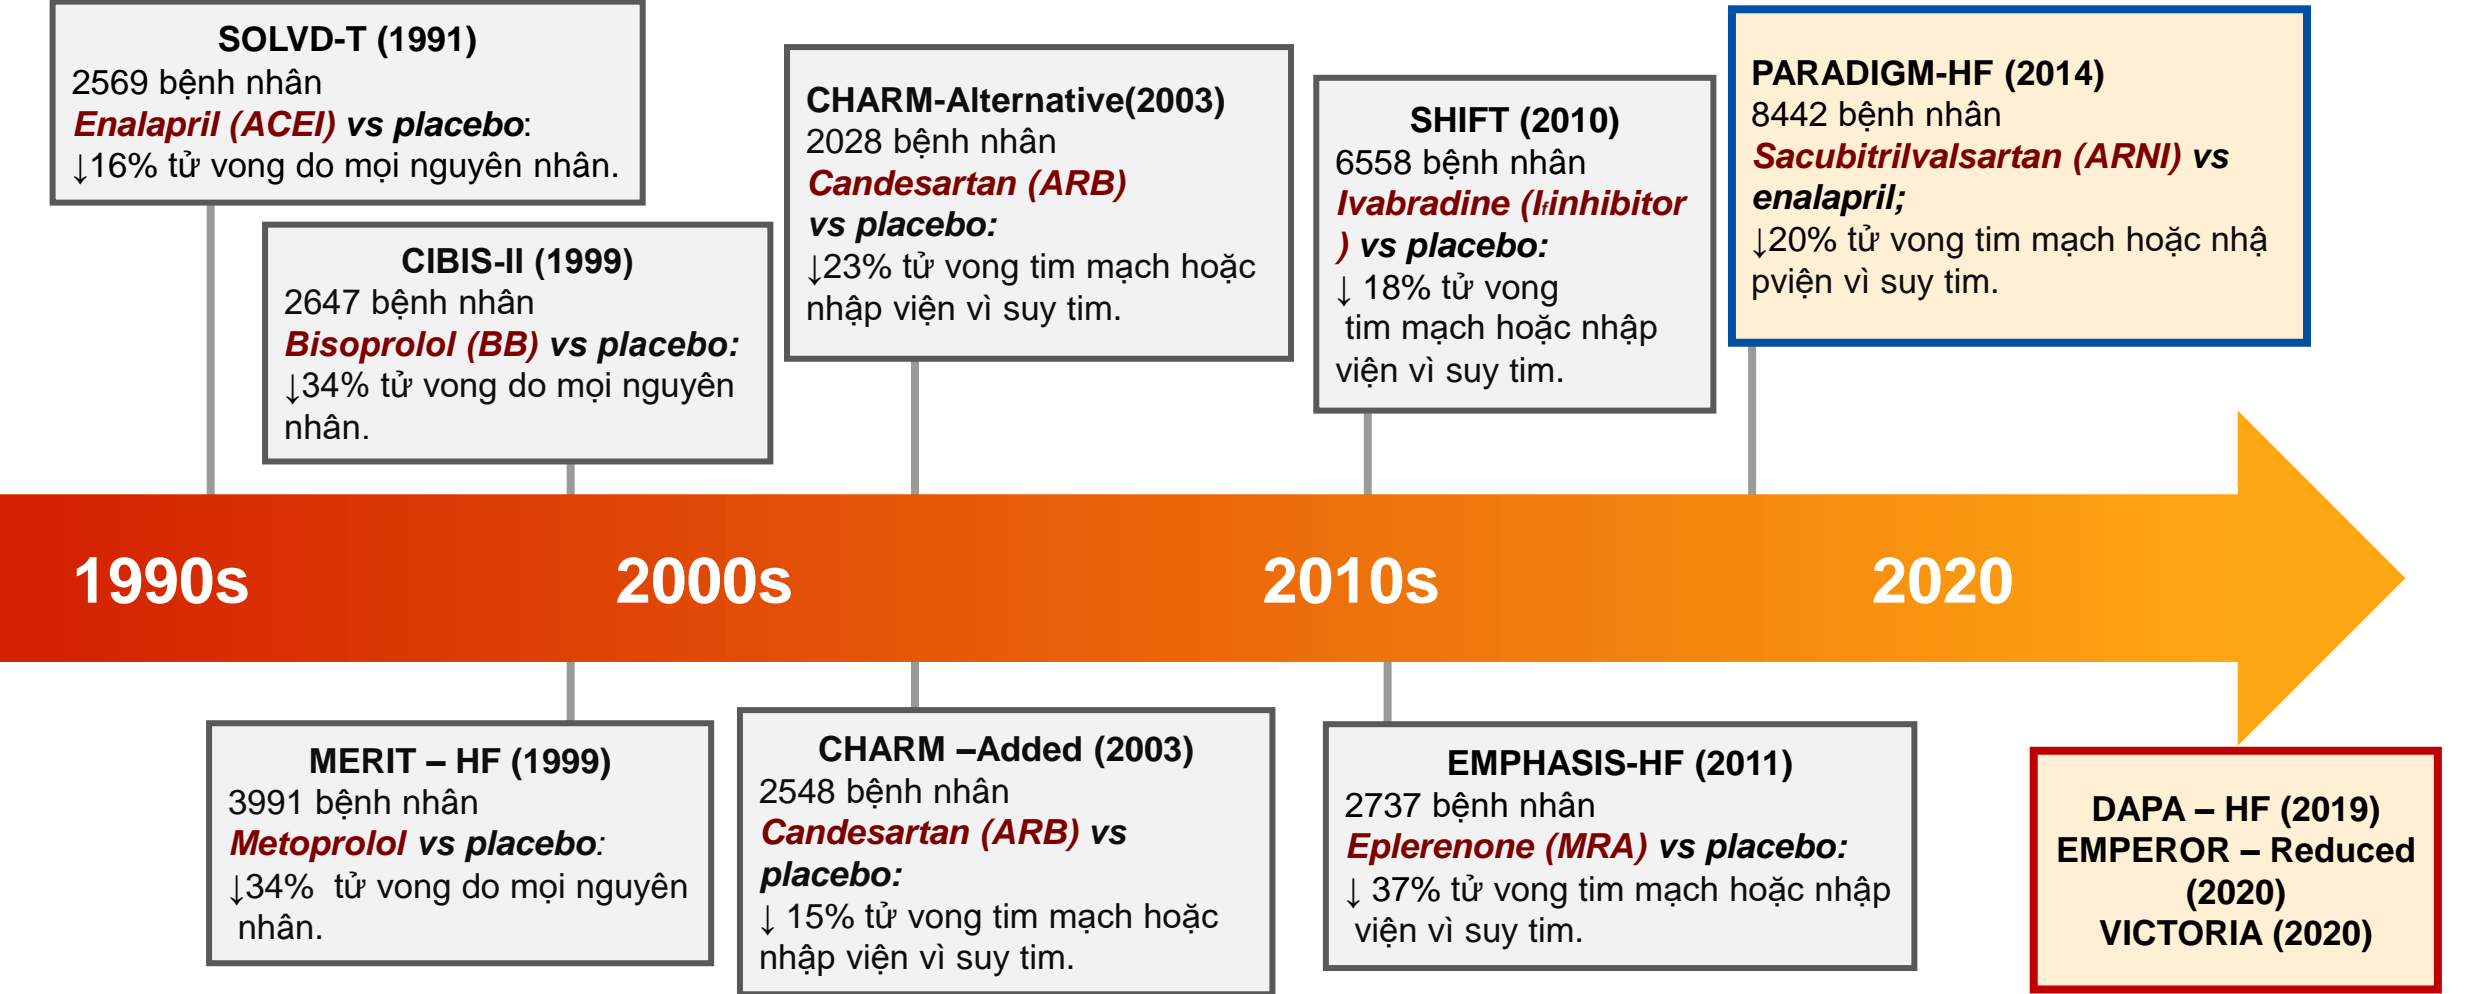 SOLVD-T (1991)
2569 bệnh nhân
Enalapril (ACEI) vs placebo:
↓16% tử vong do mọi nguyên nhân.
CIBIS-II (1999)
2647 bệnh nhân
Bisoprolol (BB) vs placebo:
↓34% tử vong do mọi nguyên
nhân.
CHARM-Alternative(2003)
2028 bệnh nhân
Candesartan (ARB)
vs placebo:
↓23% tử vong tim mạch hoặc
nhập viện vì suy tim.
SHIFT (2010)
6558 bệnh nhân
Ivabradine (Ifinhibitor
) vs placebo:
↓ 18% tử vong
tim mạch hoặc nhập
viện vì suy tim.
PARADIGM-HF (2014)
8442 bệnh nhân
Sacubitrilvalsartan (ARNI) vs
enalapril;
↓20% tử vong tim mạch hoặc nhậ
pviện vì suy tim.
1990s
2000s
2010s
2020
MERIT – HF (1999)
3991 bệnh nhân
Metoprolol vs placebo:
↓34% tử vong do mọi nguyên
nhân.
CHARM –Added (2003)
2548 bệnh nhân
Candesartan (ARB) vs
placebo:
↓ 15% tử vong tim mạch hoặc
nhập viện vì suy tim.
EMPHASIS-HF (2011)
2737 bệnh nhân
Eplerenone (MRA) vs placebo:
↓ 37% tử vong tim mạch hoặc nhập
viện vì suy tim.
DAPA – HF (2019)
EMPEROR – Reduced
(2020)
VICTORIA (2020)